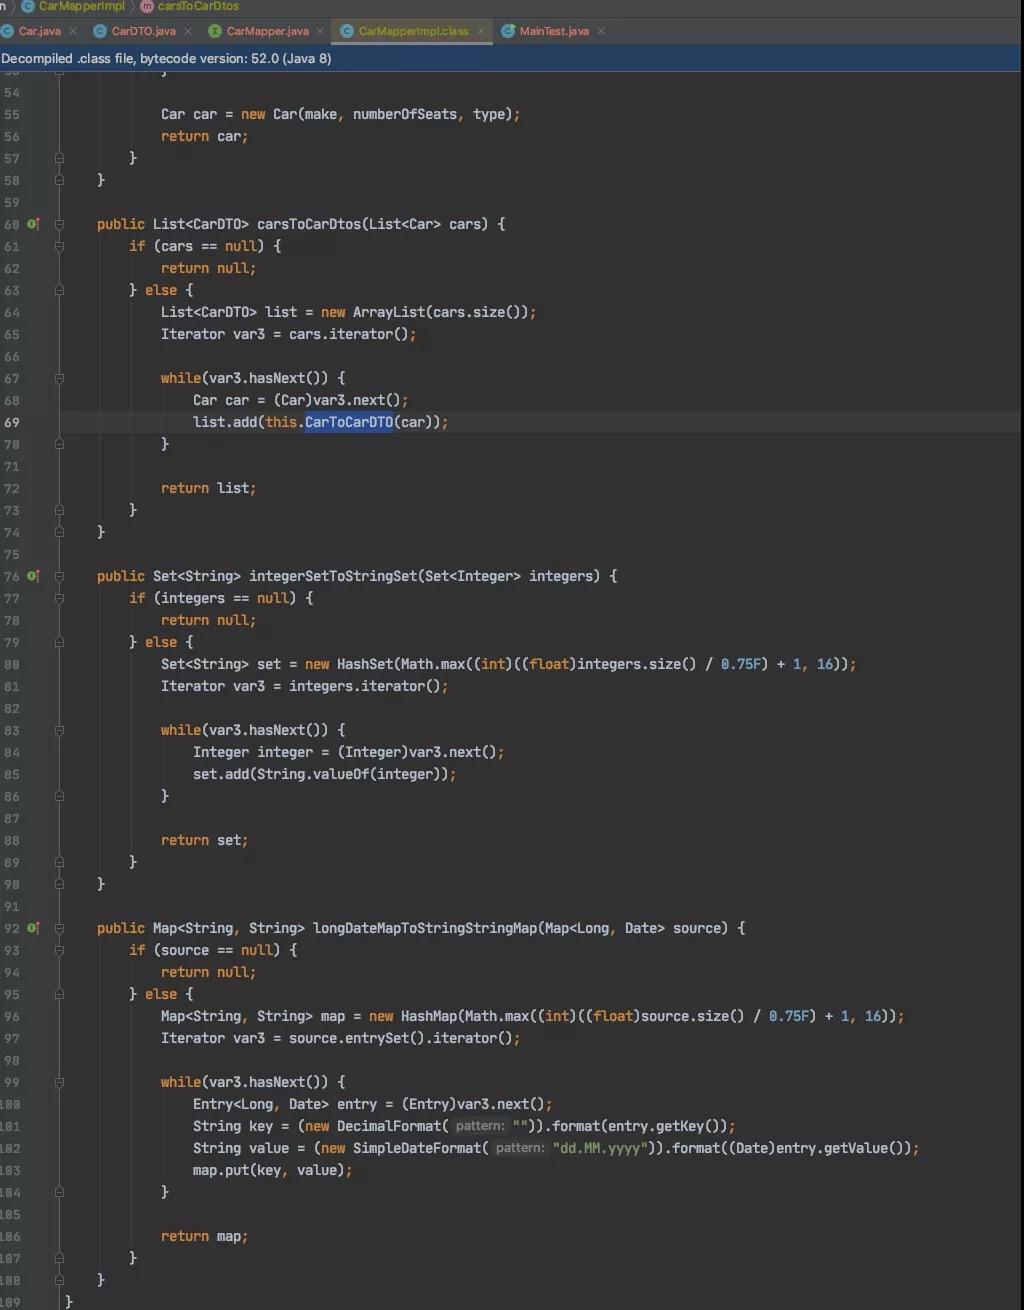 n CarMapperImpl carsToCarDtos
Car.java CarDTO.java CarMapper.java CarMapperImpl.class MainTest.java
Decompiled .class file, bytecode version: 52.0 (Java 8)
53 }
54
55 Car car = new Car(make, numberOfSeats, type);
56 return car;
57 }
58 }
59
60 public List<CarDTO> carsToCarDtos(List<Car> cars) {
61 if (cars == null) {
62 return null;
63 } else {
64 List<CarDTO> list = new ArrayList(cars.size());
65 Iterator var3 = cars.iterator();
66
67 while(var3.hasNext()) {
68 Car car = (Car)var3.next();
69 list.add(this.CarToCarDTO(car));
70 }
71
72 return list;
73 }
74 }
75
76 public Set<String> integerSetToStringSet(Set<Integer> integers) {
77 if (integers == null) {
78 return null;
79 } else {
80 Set<String> set = new HashSet(Math.max((int)((float)integers.size() / 0.75F) + 1, 16));
81 Iterator var3 = integers.iterator();
82
83 while(var3.hasNext()) {
84 Integer integer = (Integer)var3.next();
85 set.add(String.valueOf(integer));
86 }
87
88 return set;
89 }
90 }
91
92 public Map<String, String> longDateMapToStringStringMap(Map<Long, Date> source) {
93 if (source == null) {
94 return null;
95 } else {
96 Map<String, String> map = new HashMap(Math.max((int)((float)source.size() / 0.75F) + 1, 16));
97 Iterator var3 = source.entrySet().iterator();
98
99 while(var3.hasNext()) {
100 Entry<Long, Date> entry = (Entry)var3.next();
101 String key = (new DecimalFormat( pattern: "")).format(entry.getKey());
102 String value = (new SimpleDateFormat( pattern: "dd.MM.yyyy")).format((Date)entry.getValue());
103 map.put(key, value);
104 }
105
106 return map;
107 }
108 }
109 }